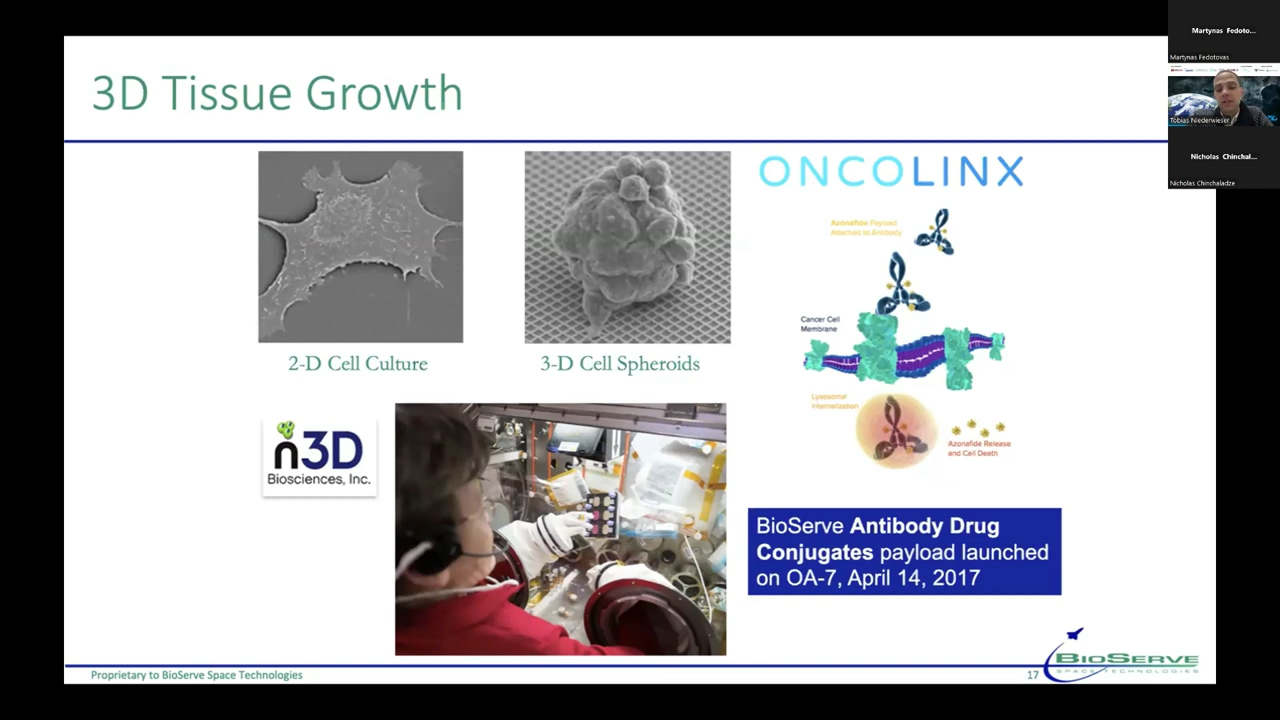 3D Tissue Growth
2-D Cell Culture
3-D Cell Spheroids
n3D
Biosciences, Inc.
ONCOLINX
Azonafide Payload
Attached to Antibody
Cancer Cell
Membrane
Lysosomal
Internelization
Azonafide Release
and Cell Death
BioServe Antibody Drug
Conjugates payload launched
on OA-7, April 14, 2017
Proprietary to BioServe Space Technologies
17
BIOSERVE
SPACE TECHNOLOGIES
Martynas Fedoto...
Martynas Fedotovas
Tobias Niederwieser
Nicholas Chinchal...
Nicholas Chinchaladze